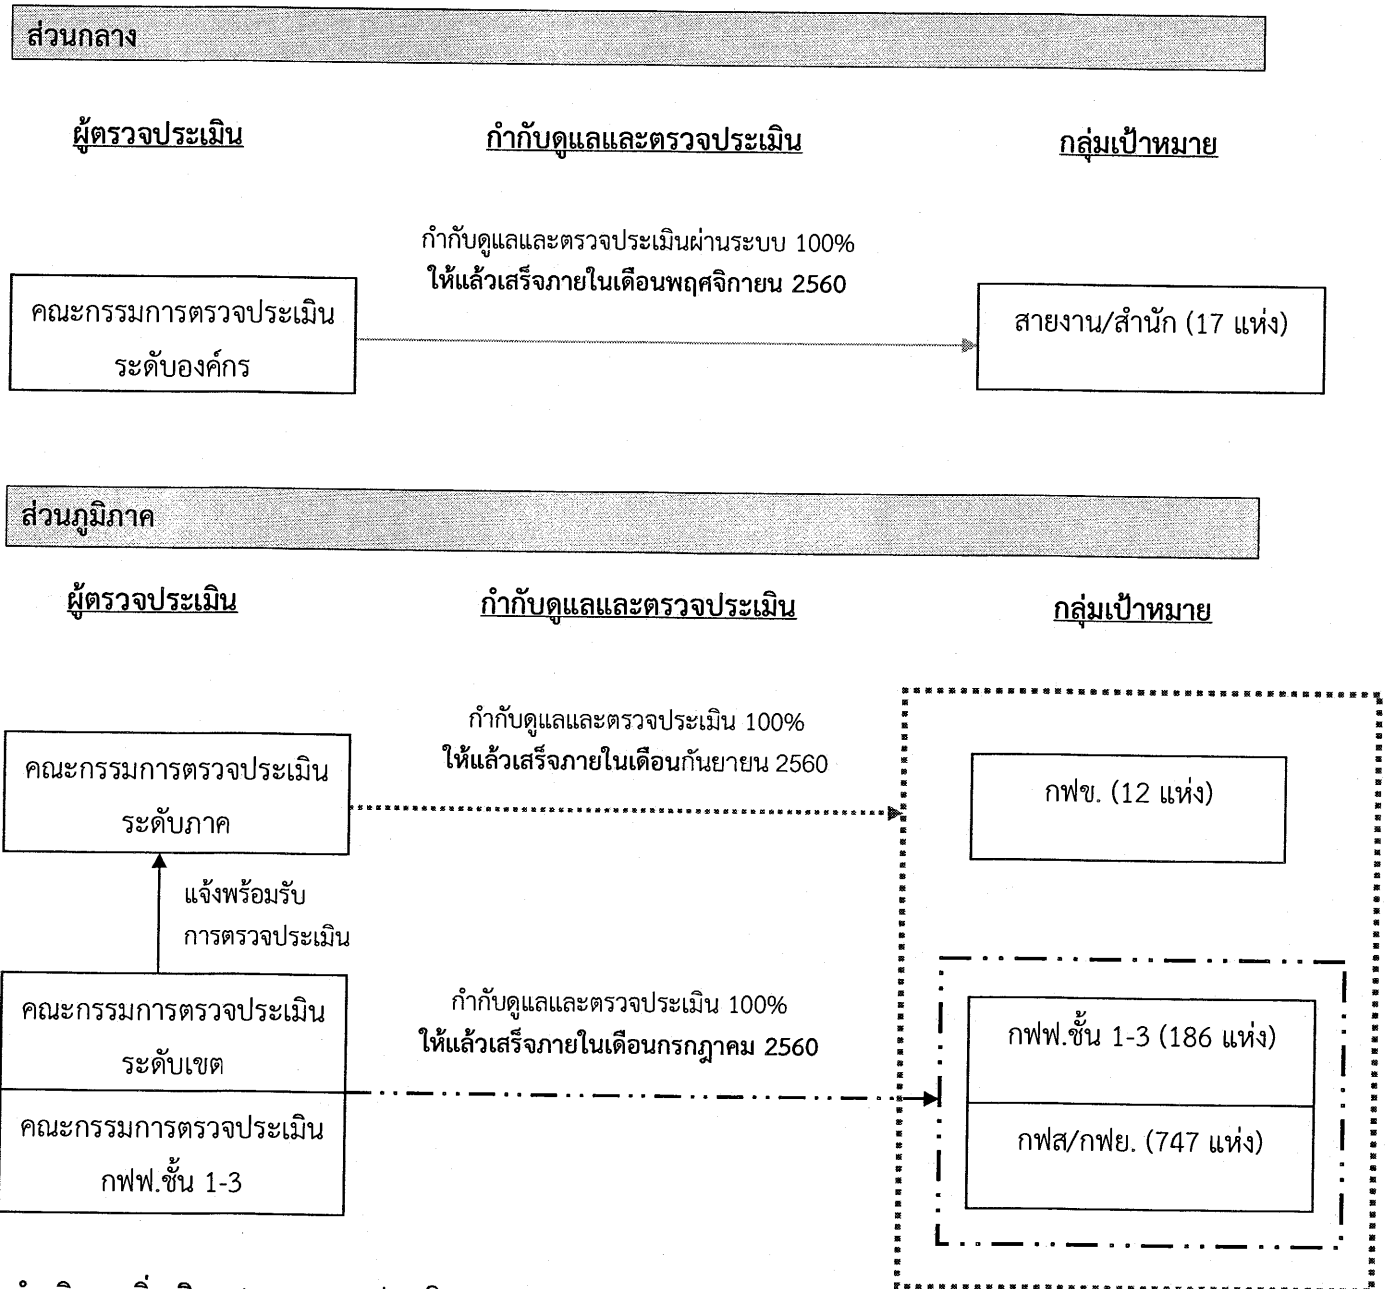 ส่วนกลาง
ผู้ตรวจประเมิน
กำกับดูแลและตรวจประเมิน
กลุ่มเป้าหมาย
กำกับดูแลและตรวจประเมินผ่านระบบ 100%
ให้แล้วเสร็จภายในเดือนพฤศจิกายน 2560
คณะกรรมการตรวจประเมิน
ระดับองค์กร
สายงาน/สำนัก (17 แห่ง)
ส่วนภูมิภาค
ผู้ตรวจประเมิน
กำกับดูแลและตรวจประเมิน
กลุ่มเป้าหมาย
กำกับดูแลและตรวจประเมิน 100%
ให้แล้วเสร็จภายในเดือนกันยายน 2560
คณะกรรมการตรวจประเมิน
ระดับภาค
กฟข. (12 แห่ง)
แจ้งพร้อมรับ
การตรวจประเมิน
คณะกรรมการตรวจประเมิน
ระดับเขต
กำกับดูแลและตรวจประเมิน 100%
ให้แล้วเสร็จภายในเดือนกรกฎาคม 2560
กฟฟ.ชั้น 1-3 (186 แห่ง)
คณะกรรมการตรวจประเมิน
กฟฟ.ชั้น 1-3
กฟส/กฟย. (747 แห่ง)